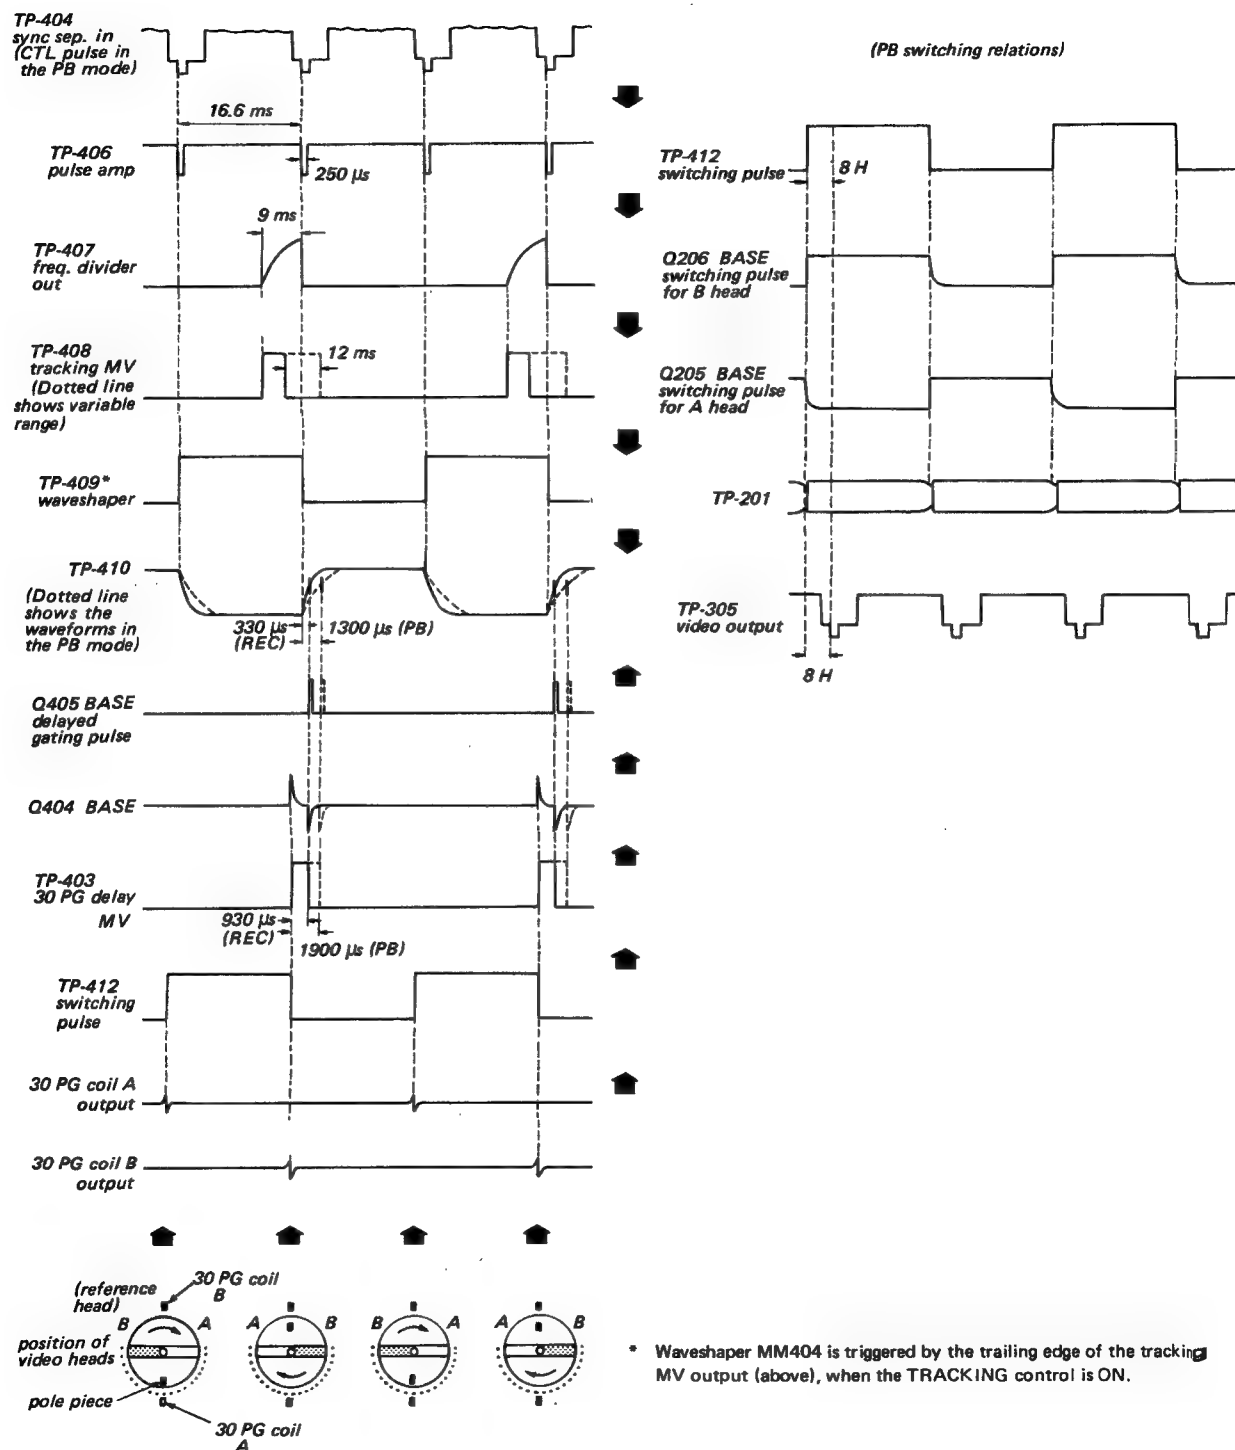 TP-404
sync sep. in
(CTL pulse in
the PB mode)
16.6 ms
TP-406
pulse amp
250 µs
9 ms
TP-407
freq. divider
out
TP-408
tracking MV
(Dotted line
shows variable
range)
12 ms
TP-409*
waveshaper
TP-410
(Dotted line
shows the
waveforms in
the PB mode)
330 µs
(REC)
1300 µs (PB)
Q405 BASE
delayed
gating pulse
Q404 BASE
TP-403
30 PG delay
MV
930 µs
(REC)
1900 µs (PB)
TP-412
switching
pulse
30 PG coil A
output
30 PG coil B
output
(reference
head)
30 PG coil
B
B A A B B A A B
position of
video heads
pole piece
30 PG coil
A
(PB switching relations)
TP-412
switching pulse
8 H
Q206 BASE
switching pulse
for B head
Q205 BASE
switching pulse
for A head
TP-201
TP-305
video output
8 H
* Waveshaper MM404 is triggered by the trailing edge of the tracking
MV output (above), when the TRACKING control is ON.